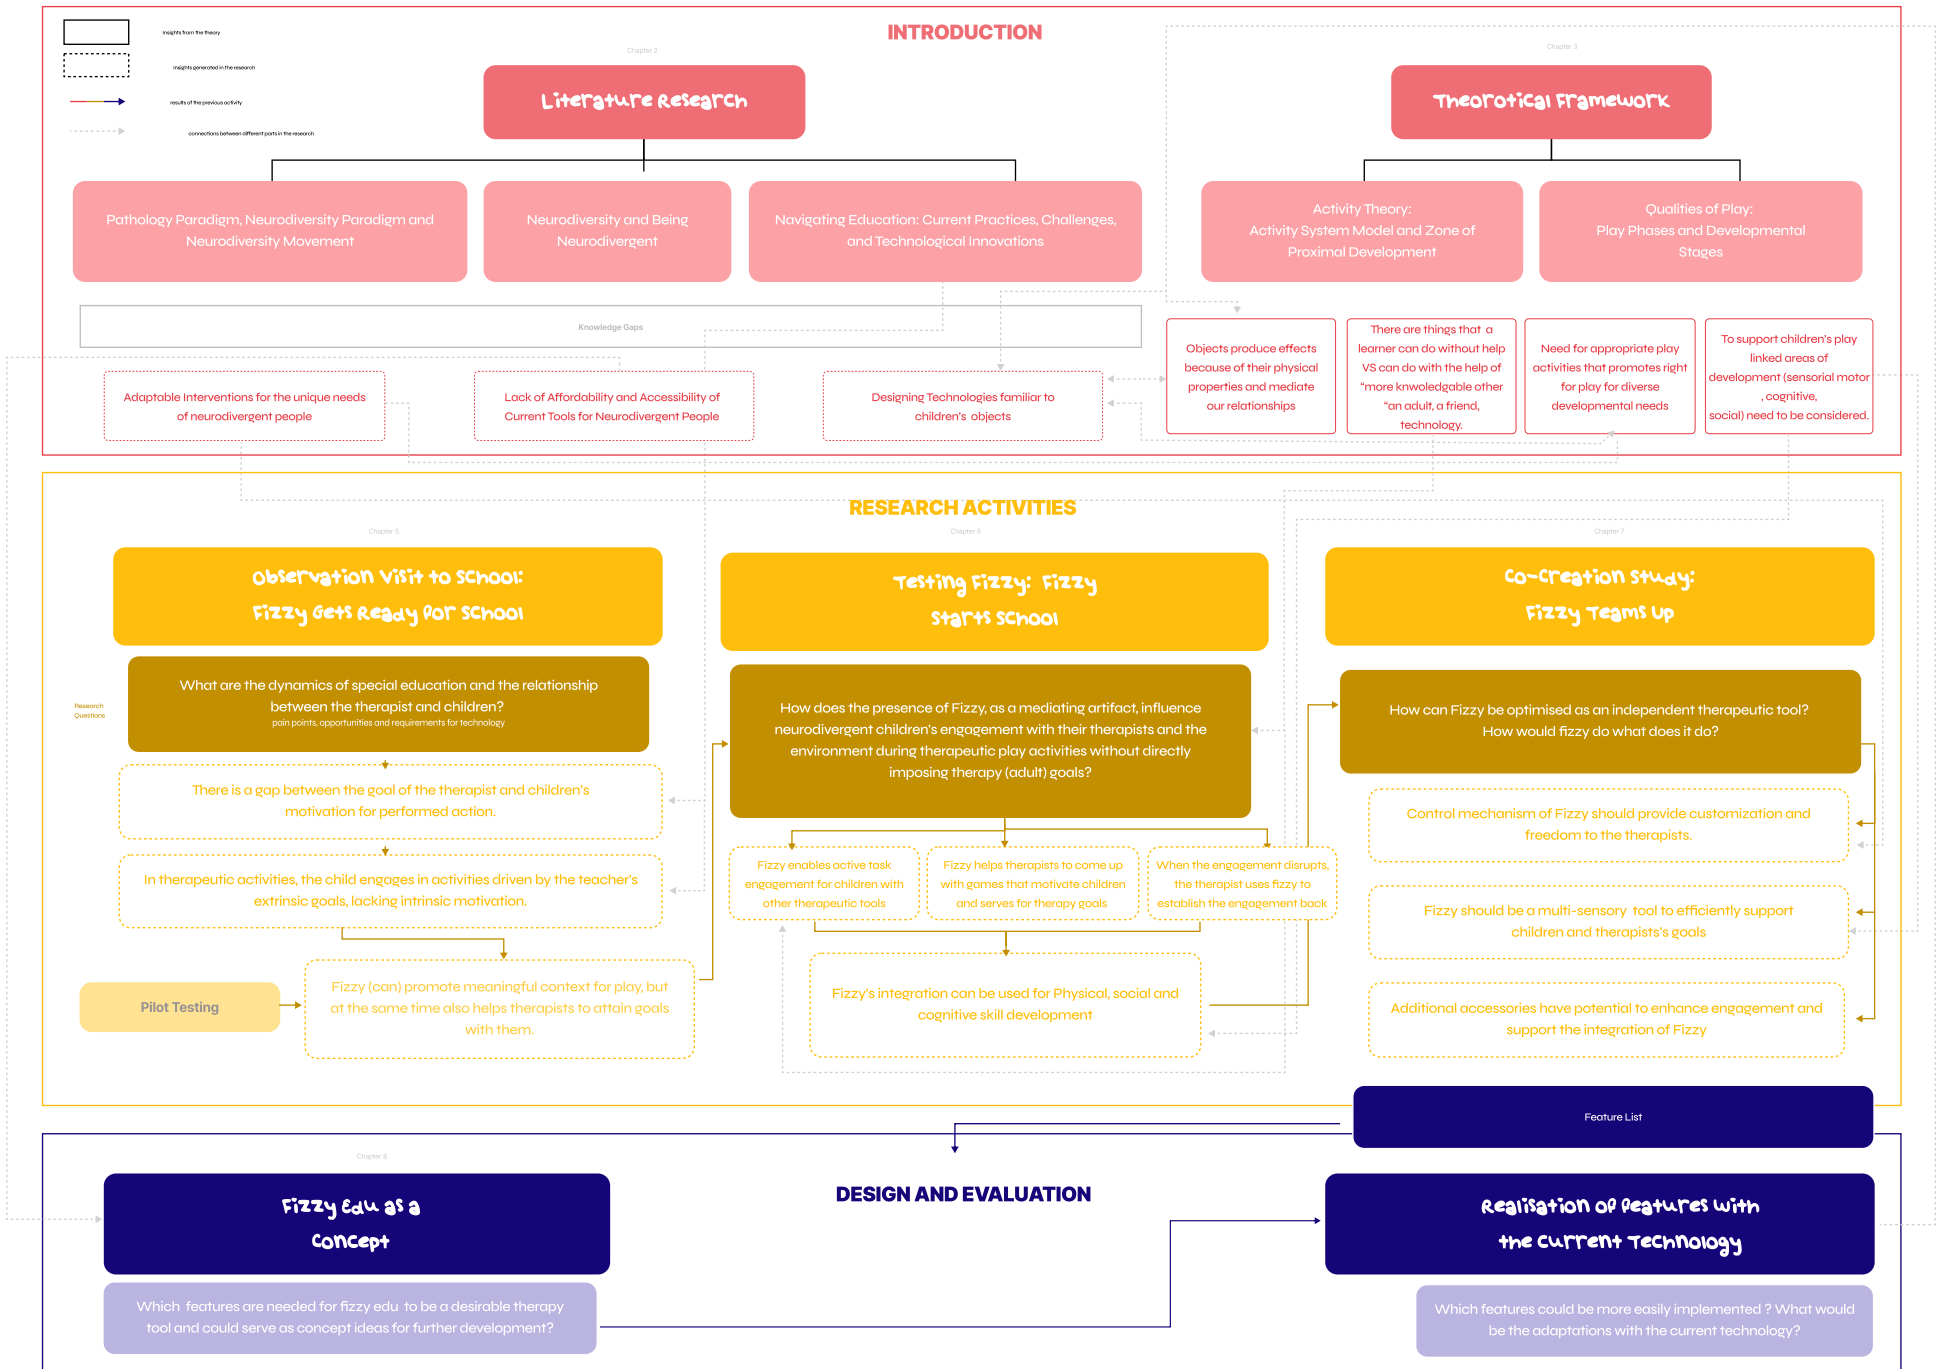 INTRODUCTION
Insights from the theory
Insights generated in the research
results of the previous activity
connections between different parts in the research
Chapter 2
Literature Research
Pathology Paradigm, Neurodiversity Paradigm and
Neurodiversity Movement
Neurodiversity and Being
Neurodivergent
Navigating Education: Current Practices, Challenges,
and Technological Innovations
Knowledge Gaps
Adaptable Interventions for the unique needs
of neurodivergent people
Lack of Affordability and Accessibility of
Current Tools for Neurodivergent People
Designing Technologies familiar to
children's  objects
Chapter 3
Theorotical Framework
Activity Theory:
Activity System Model and Zone of
Proximal Development
Qualities of Play:
Play Phases and Developmental
Stages
Objects produce effects
because of their physical
properties and mediate
our relationships
There are things that  a
learner can do without help
VS can do with the help of
"more knwoledgable other
"an adult, a friend,
technology.
Need for appropriate play
activities that promotes right
for play for diverse
developmental needs
To support children's play
linked areas of
development (sensorial motor
, cognitive,
social) need to be considered.
RESEARCH ACTIVITIES
Chapter 5
Observation Visit to School:
Fizzy Gets Ready for School
Research
Questions
What are the dynamics of special education and the relationship
between the therapist and children?
pain points, opportunities and requirements for technology
There is a gap between the goal of the therapist and children's
motivation for performed action.
In therapeutic activities, the child engages in activities driven by the teacher's
extrinsic goals, lacking intrinsic motivation.
Pilot Testing
Fizzy (can) promote meaningful context for play, but
at the same time also helps therapists to attain goals
with them.
Chapter 6
Testing Fizzy:  Fizzy
Starts School
How does the presence of Fizzy, as a mediating artifact, influence
neurodivergent children's engagement with their therapists and the
environment during therapeutic play activities without directly
imposing therapy (adult) goals?
Fizzy enables active task
engagement for children with
other therapeutic tools
Fizzy helps therapists to come up
with games that motivate children
and serves for therapy goals
When the engagement disrupts,
the therapist uses fizzy to
establish the engagement back
Fizzy's integration can be used for Physical, social and
cognitive skill development
Chapter 7
Co-Creation Study:
Fizzy Teams Up
How can Fizzy be optimised as an independent therapeutic tool?
How would fizzy do what does it do?
Control mechanism of Fizzy should provide customization and
freedom to the therapists.
Fizzy should be a multi-sensory  tool to efficiently support
children and therapists's goals
Additional accessories have potential to enhance engagement and
support the integration of Fizzy
Feature List
DESIGN AND EVALUATION
Chapter 8
Fizzy Edu as a
Concept
Which  features are needed for fizzy edu  to be a desirable therapy
tool and could serve as concept ideas for further development?
Realisation of features with
the current Technology
Which features could be more easily implemented ? What would
be the adaptations with the current technology?